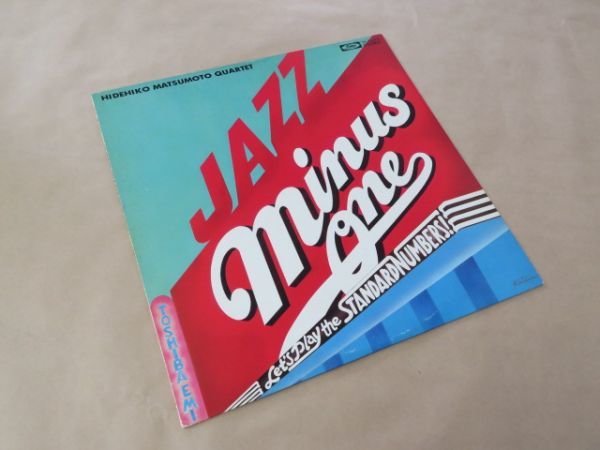 HIDEHIKO MATSUMOTO QUARTET
JAZZ
minus
one
Let's Play the STANDARD NUMBERS!
TOSHIBA EMI